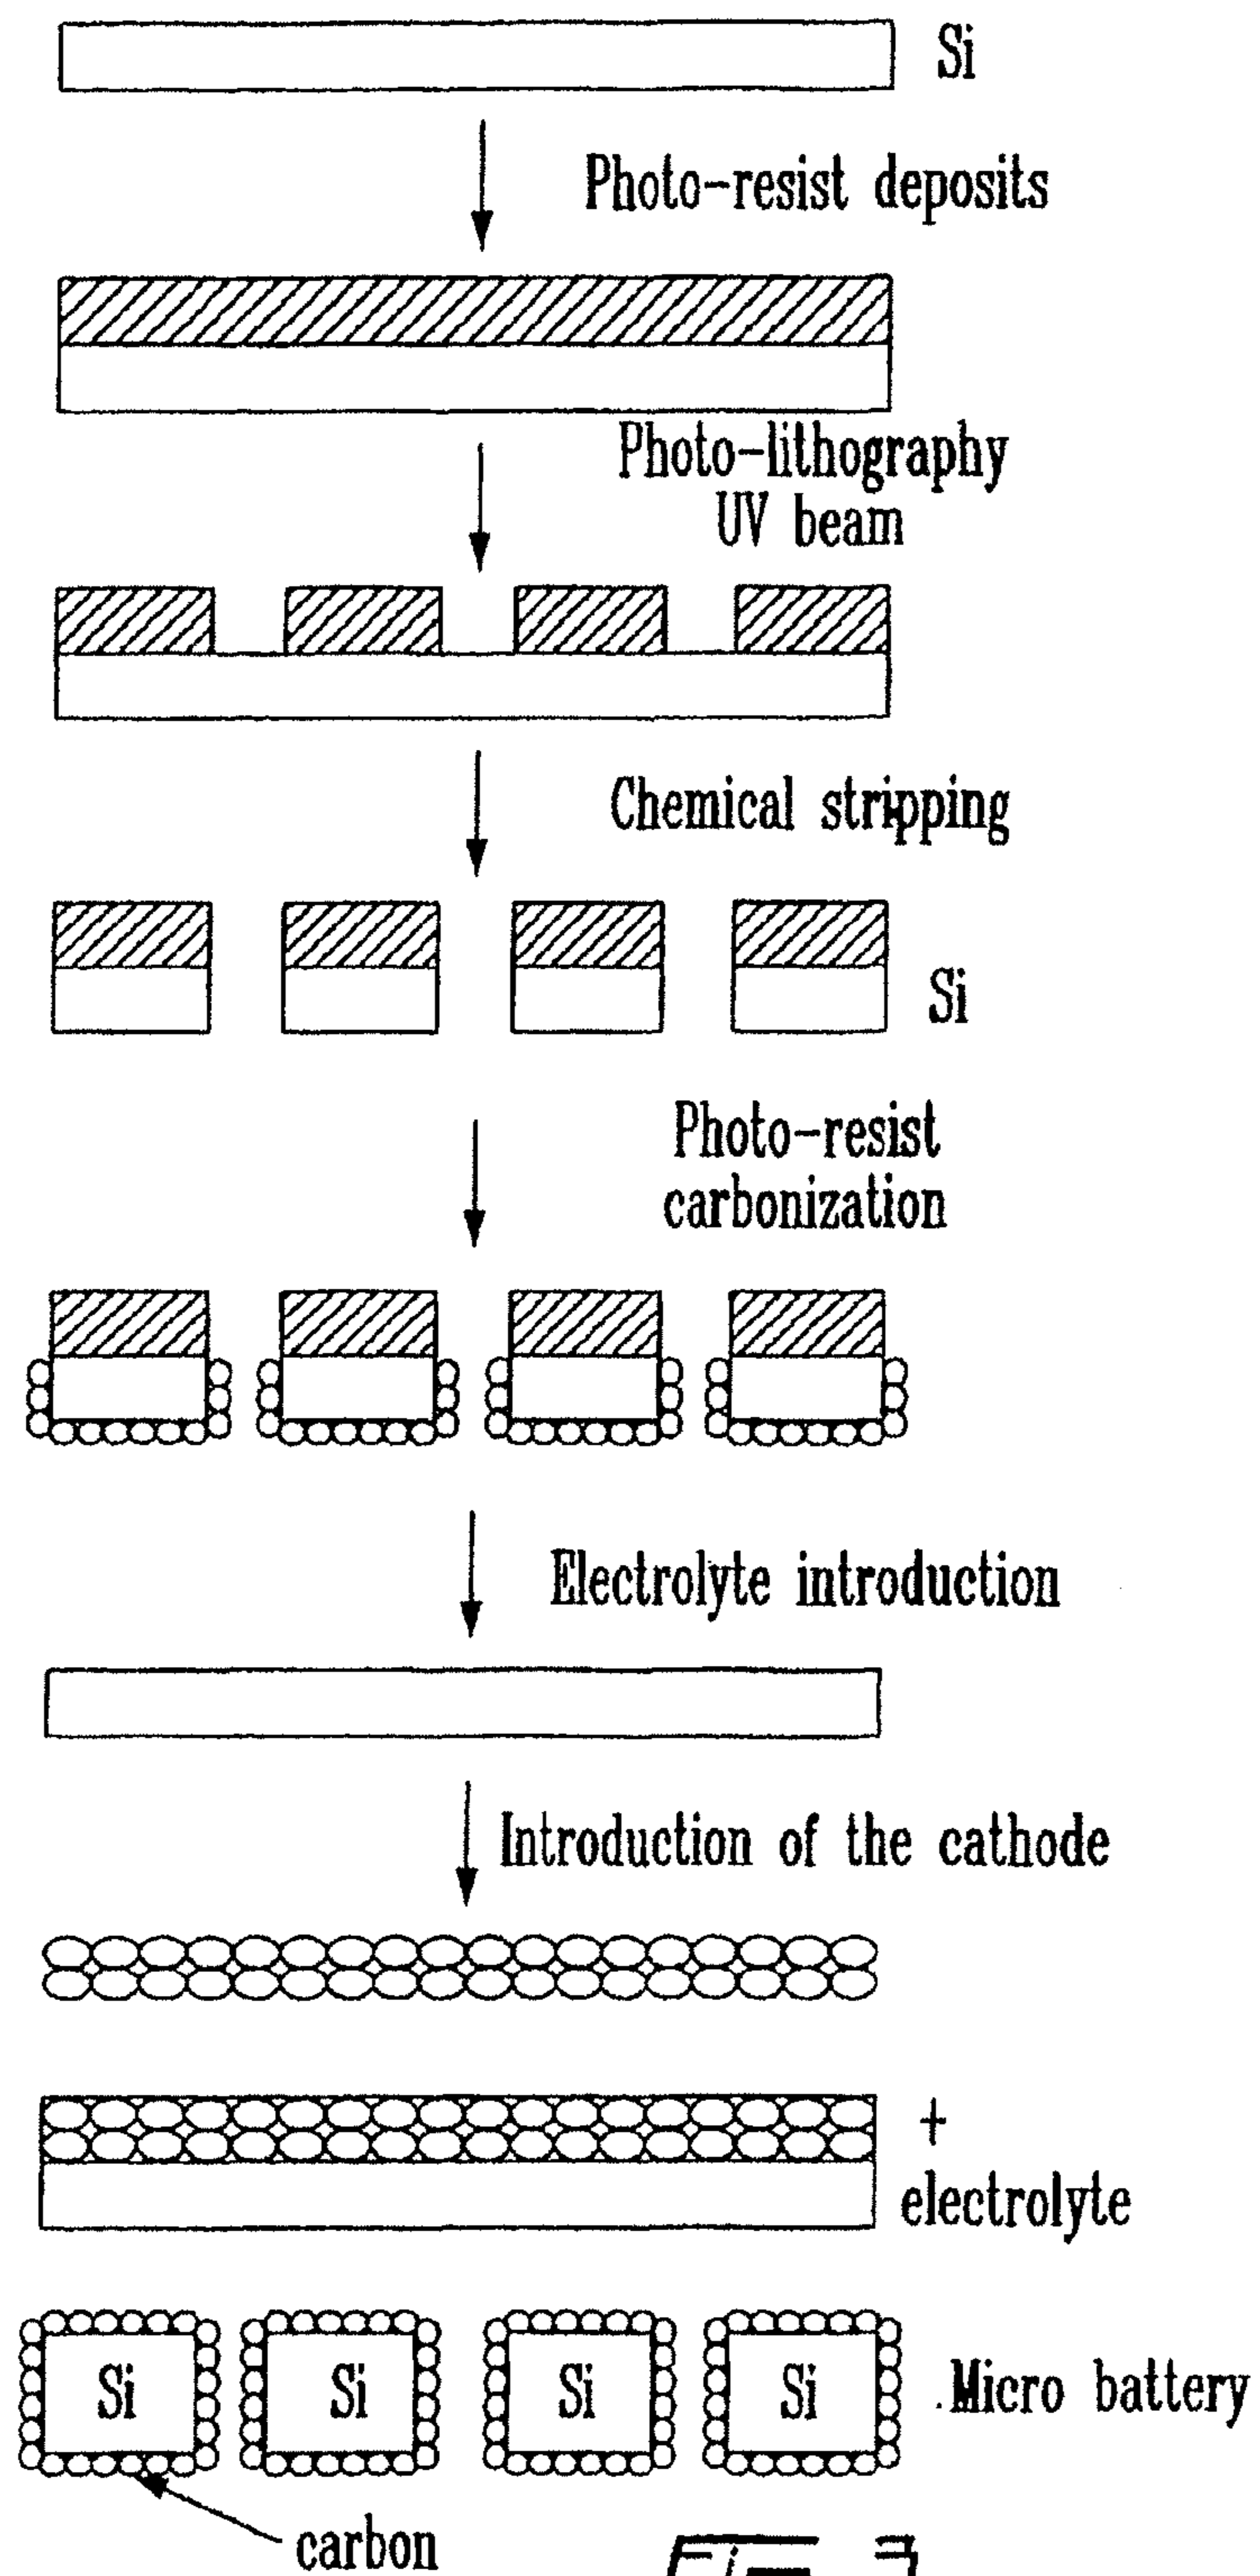 Si
Photo-resist deposits
Photo-lithography
UV beam
Chemical stripping
Si
Photo-resist
carbonization
Electrolyte introduction
Introduction of the cathode
+
electrolyte
Si Si Si Si
Micro battery
carbon